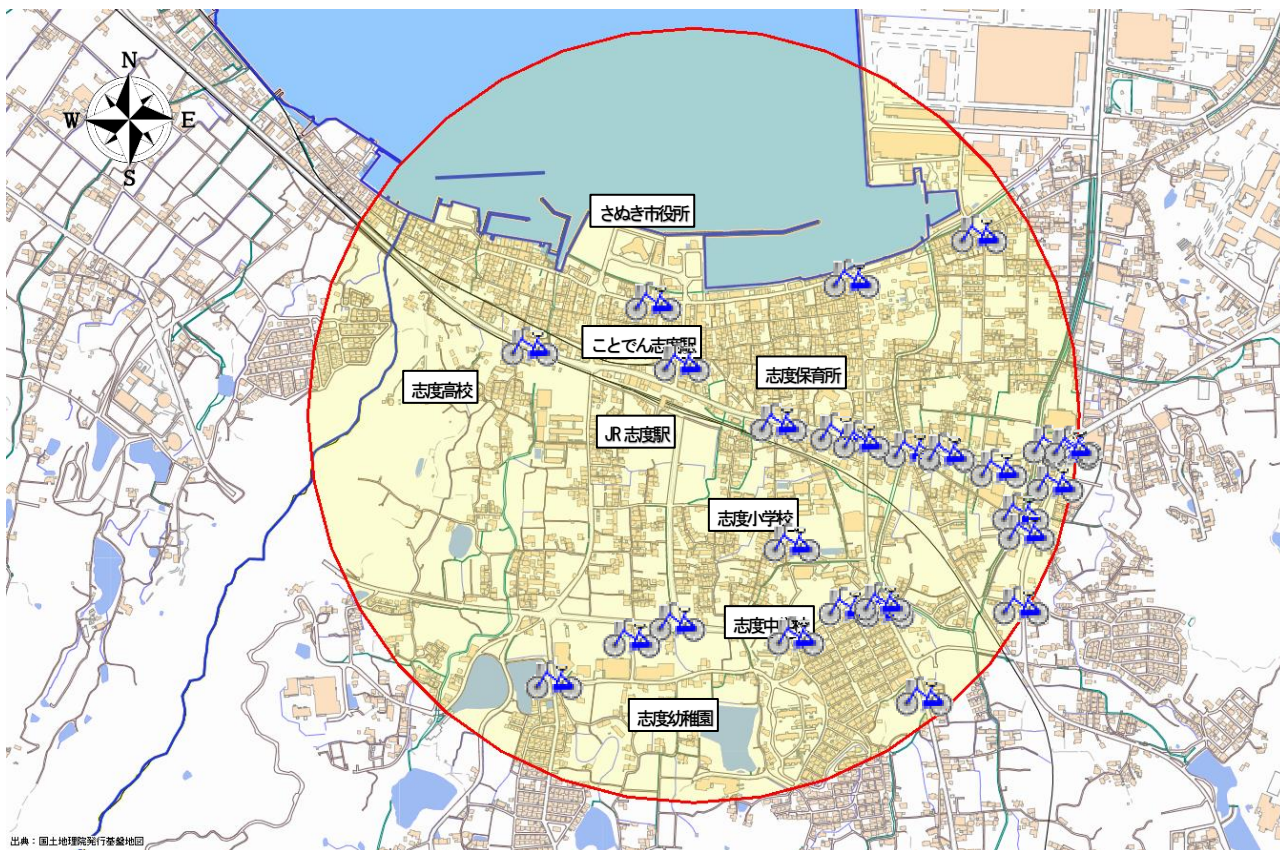 N
W
E
S
さぬき市役所
ことでん志度駅
志度保育所
志度高校
JR 志度駅
志度小学校
志度中学校
志度幼稚園
出典：国土地理院発行基盤地図